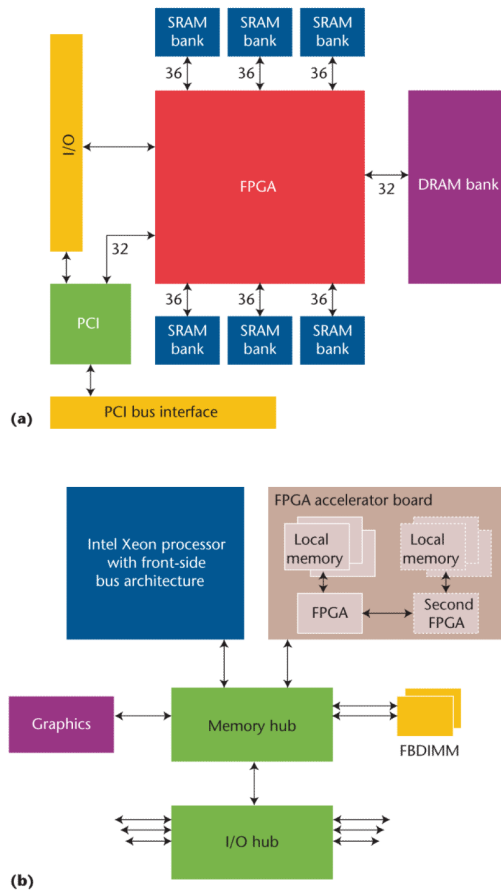 SRAM
bank
SRAM
bank
SRAM
bank
36
36
36
I/O
FPGA
32
DRAM bank
32
PCI
36
36
36
SRAM
bank
SRAM
bank
SRAM
bank
PCI bus interface
(a)
Intel Xeon processor
with front-side
bus architecture
FPGA accelerator board
Local
memory
Local
memory
FPGA
Second
FPGA
Graphics
Memory hub
FBDIMM
I/O hub
(b)